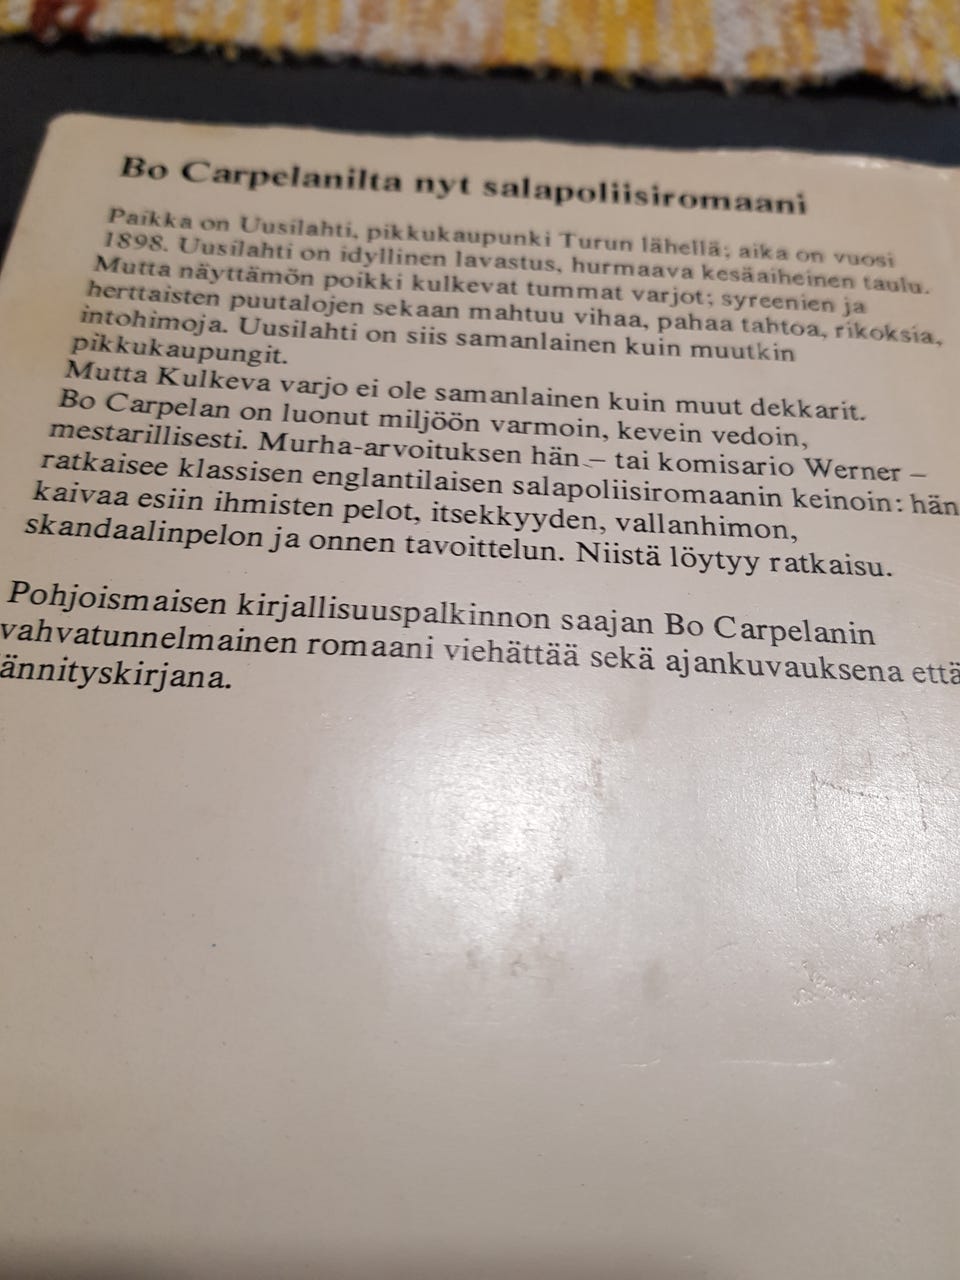 Bo Carpelanilta nyt salapoliisiromaani
Paikka on Uusilahti, pikkukaupunki Turun lähellä; aika on vuosi
1898. Uusilahti on idyllinen lavastus, hurmaava kesäaiheinen taulu.
Mutta näyttämön poikki kulkevat tummat varjot; syreenien ja
herttaisten puutalojen sekaan mahtuu vihaa, pahaa tahtoa, rikoksia,
intohimoja. Uusilahti on siis samanlainen kuin muutkin
pikkukaupungit.
Mutta Kulkeva varjo ei ole samanlainen kuin muut dekkarit.
Bo Carpelan on luonut miljöön varmoin, kevein vedoin,
mestarillisesti. Murha-arvoituksen hän – tai komisario Werner –
ratkaisee klassisen englantilaisen salapoliisiromaanin keinoin: hän
kaivaa esiin ihmisten pelot, itsekkyyden, vallanhimon,
skandaalinpelon ja onnen tavoittelun. Niistä löytyy ratkaisu.
Pohjoismaisen kirjallisuuspalkinnon saajan Bo Carpelanin
vahvatunnelmainen romaani viehättää sekä ajankuvauksena että
ännityskirjana.